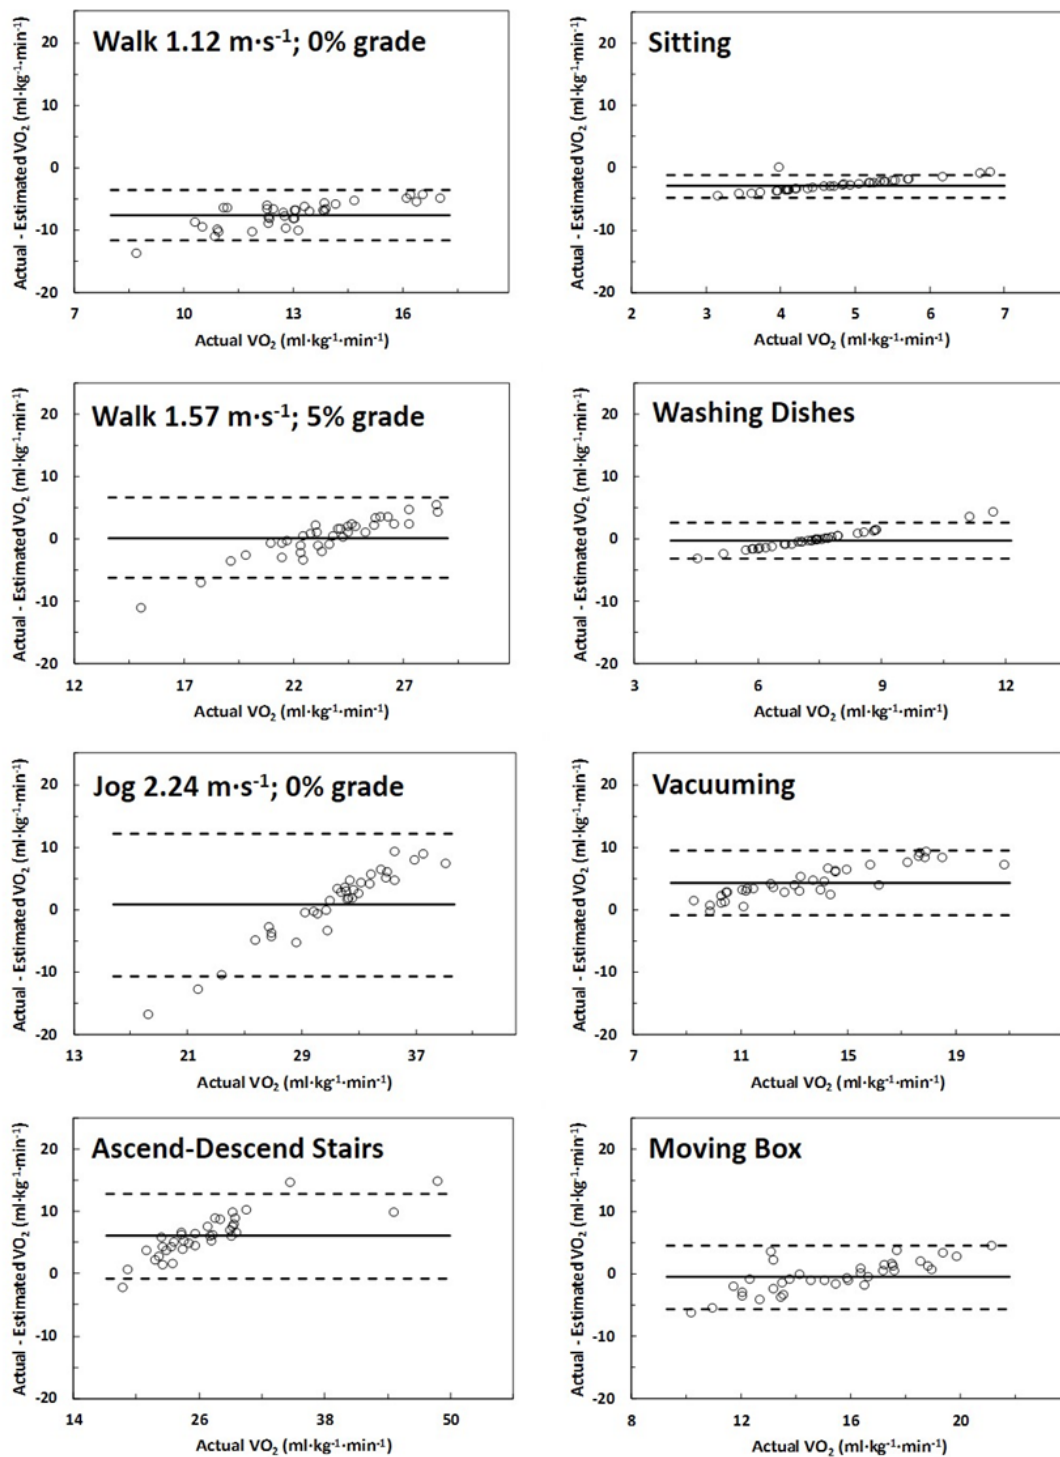 Walk 1.12 m·s⁻¹; 0% grade
Actual - Estimated VO₂ (ml·kg⁻¹·min⁻¹)
20
10
0
-10
-20
7 10 13 16
Actual VO₂ (ml·kg⁻¹·min⁻¹)
Sitting
Actual - Estimated VO₂ (ml·kg⁻¹·min⁻¹)
20
10
0
-10
-20
2 3 4 5 6 7
Actual VO₂ (ml·kg⁻¹·min⁻¹)
Walk 1.57 m·s⁻¹; 5% grade
Actual - Estimated VO₂ (ml·kg⁻¹·min⁻¹)
20
10
0
-10
-20
12 17 22 27
Actual VO₂ (ml·kg⁻¹·min⁻¹)
Washing Dishes
Actual - Estimated VO₂ (ml·kg⁻¹·min⁻¹)
20
10
0
-10
-20
3 6 9 12
Actual VO₂ (ml·kg⁻¹·min⁻¹)
Jog 2.24 m·s⁻¹; 0% grade
Actual - Estimated VO₂ (ml·kg⁻¹·min⁻¹)
20
10
0
-10
-20
13 21 29 37
Actual VO₂ (ml·kg⁻¹·min⁻¹)
Vacuuming
Actual - Estimated VO₂ (ml·kg⁻¹·min⁻¹)
20
10
0
-10
-20
7 11 15 19
Actual VO₂ (ml·kg⁻¹·min⁻¹)
Ascend-Descend Stairs
Actual - Estimated VO₂ (ml·kg⁻¹·min⁻¹)
20
10
0
-10
-20
14 26 38 50
Actual VO₂ (ml·kg⁻¹·min⁻¹)
Moving Box
Actual - Estimated VO₂ (ml·kg⁻¹·min⁻¹)
20
10
0
-10
-20
8 12 16 20
Actual VO₂ (ml·kg⁻¹·min⁻¹)